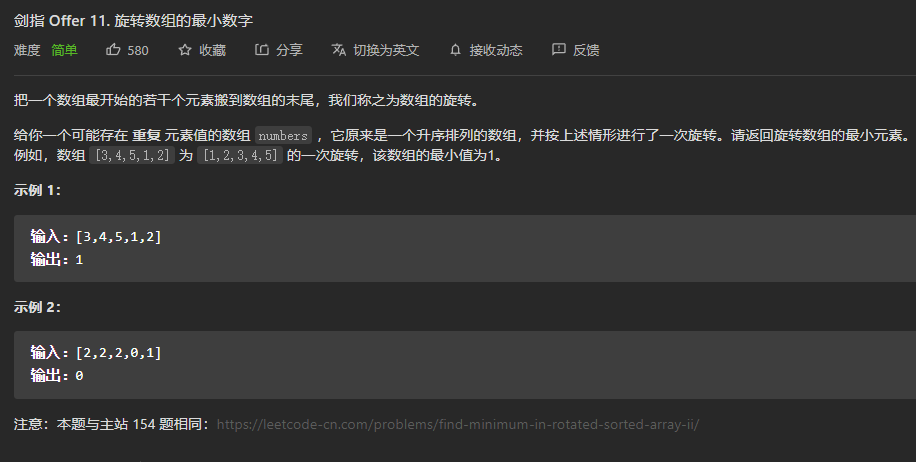 剑指 Offer 11. 旋转数组的最小数字
难度 简单 580 收藏 分享 切换为英文 接收动态 反馈
把一个数组最开始的若干个元素搬到数组的末尾，我们称之为数组的旋转。
给你一个可能存在 重复 元素值的数组 numbers ，它原来是一个升序排列的数组，并按上述情形进行了一次旋转。请返回旋转数组的最小元素。
例如，数组 [3,4,5,1,2] 为 [1,2,3,4,5] 的一次旋转，该数组的最小值为1。
示例 1：
输入：[3,4,5,1,2]
输出：1
示例 2：
输入：[2,2,2,0,1]
输出：0
注意：本题与主站 154 题相同：https://leetcode-cn.com/problems/find-minimum-in-rotated-sorted-array-ii/